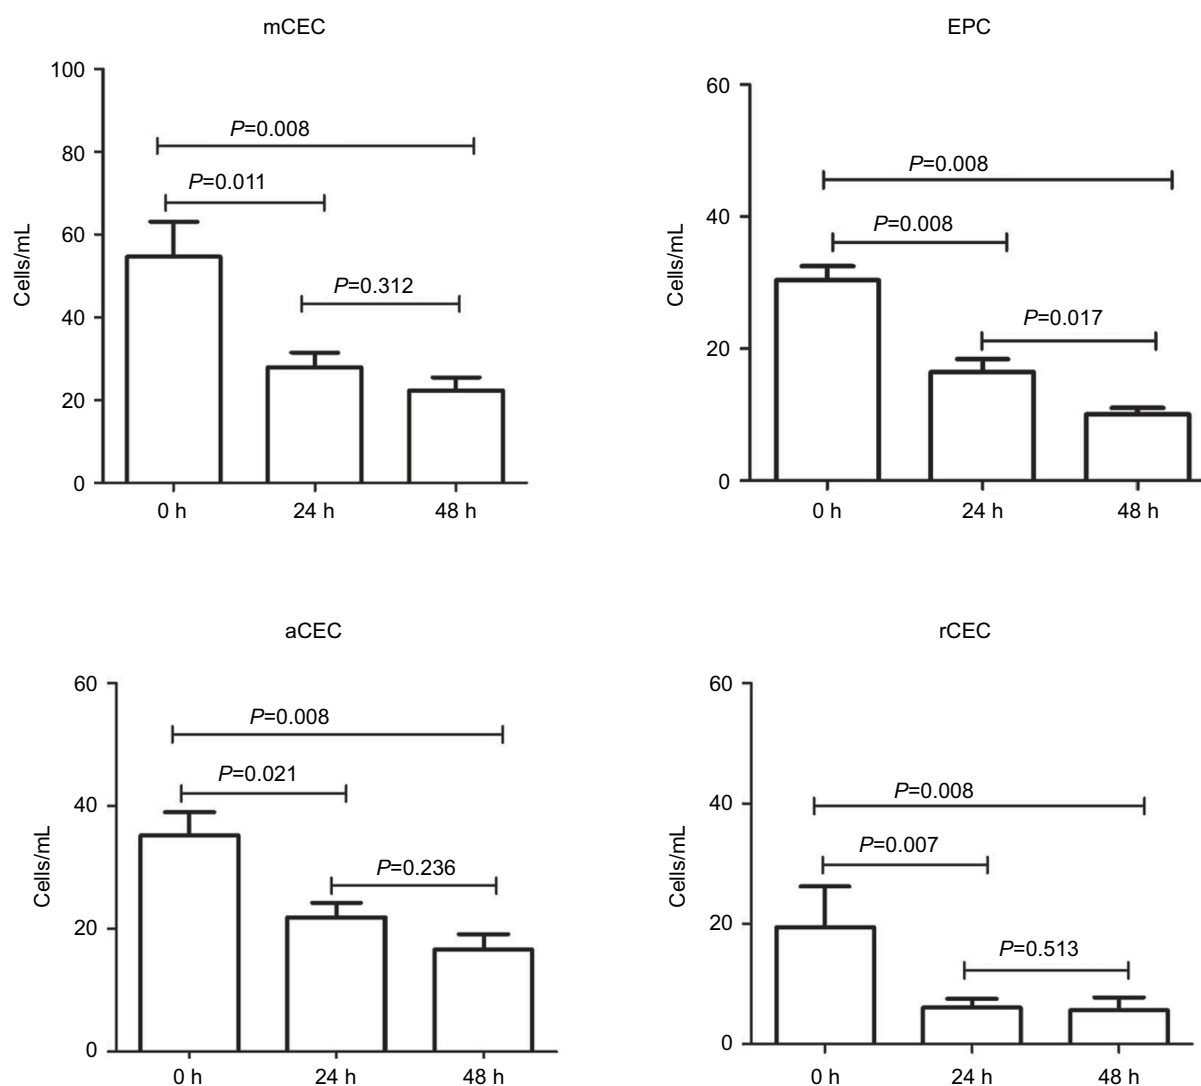 mCEC
100
80
60
40
20
0
Cells/mL
P=0.008
P=0.011
P=0.312
0 h 24 h 48 h
EPC
60
40
20
0
Cells/mL
P=0.008
P=0.008
P=0.017
0 h 24 h 48 h
aCEC
60
40
20
0
Cells/mL
P=0.008
P=0.021
P=0.236
0 h 24 h 48 h
rCEC
60
40
20
0
Cells/mL
P=0.008
P=0.007
P=0.513
0 h 24 h 48 h